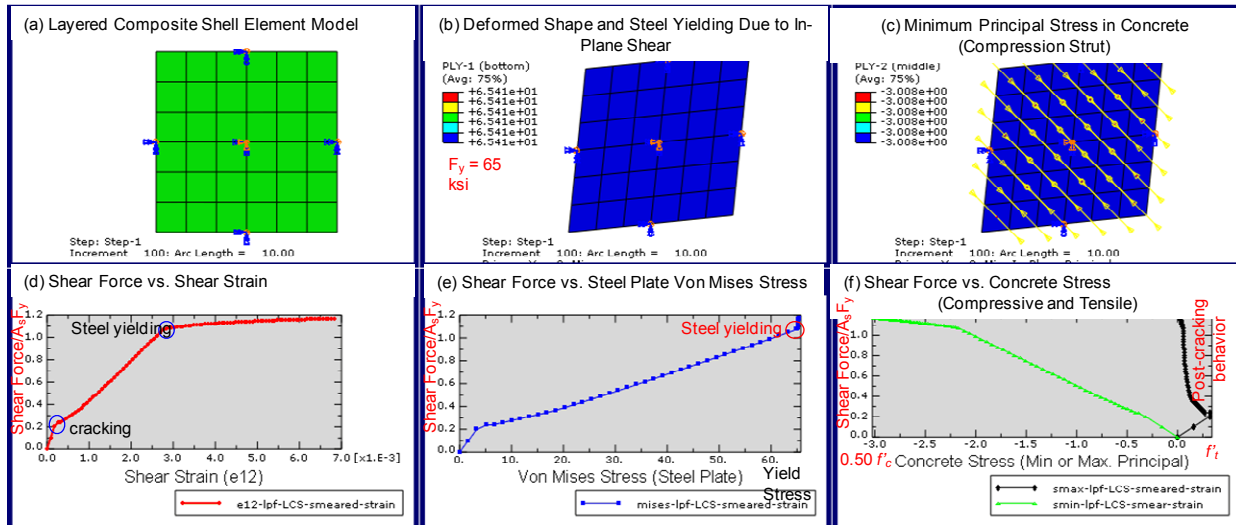 (a) Layered Composite Shell Element Model
Step: Step-1
Increment 100: Arc Length = 10.00
(b) Deformed Shape and Steel Yielding Due to In-
Plane Shear
PLY-1 (bottom)
(Avg: 75%)
+6.541e+01
+6.541e+01
+6.541e+01
+6.541e+01
+6.541e+01
+6.541e+01
Fy = 65
ksi
Step: Step-1
Increment 100: Arc Length = 10.00
(c) Minimum Principal Stress in Concrete
(Compression Strut)
PLY-2 (middle)
(Avg: 75%)
-3.008e+00
-3.008e+00
-3.008e+00
-3.008e+00
-3.008e+00
-3.008e+00
Step: Step-1
Increment 100: Arc Length = 10.00
(d) Shear Force vs. Shear Strain
Shear Force/AsFy
1.2
1.0
0.8
0.6
0.4
0.2
0.0
Steel yielding
cracking
0.0 1.0 2.0 3.0 4.0 5.0 6.0 7.0 [x1.E-3]
Shear Strain (e12)
e12-lpf-LCS-smeared-strain
(e) Shear Force vs. Steel Plate Von Mises Stress
Shear Force/AsFy
1.2
1.0
0.8
0.6
0.4
0.2
0.0
Steel yielding
0. 10. 20. 30. 40. 50. 60.
Von Mises Stress (Steel Plate)
Yield
Stress
mises-lpf-LCS-smeared-strain
(f) Shear Force vs. Concrete Stress
(Compressive and Tensile)
Shear Force/AsFy
1.2
1.0
0.8
0.6
0.4
0.2
0.0
Post-cracking
behavior
-3.0 -2.5 -2.0 -1.5 -1.0 -0.5 0.0
0.50 f'c
Concrete Stress (Min or Max. Principal)
f't
smax-lpf-LCS-smeared-strain
smin-lpf-LCS-smear-strain